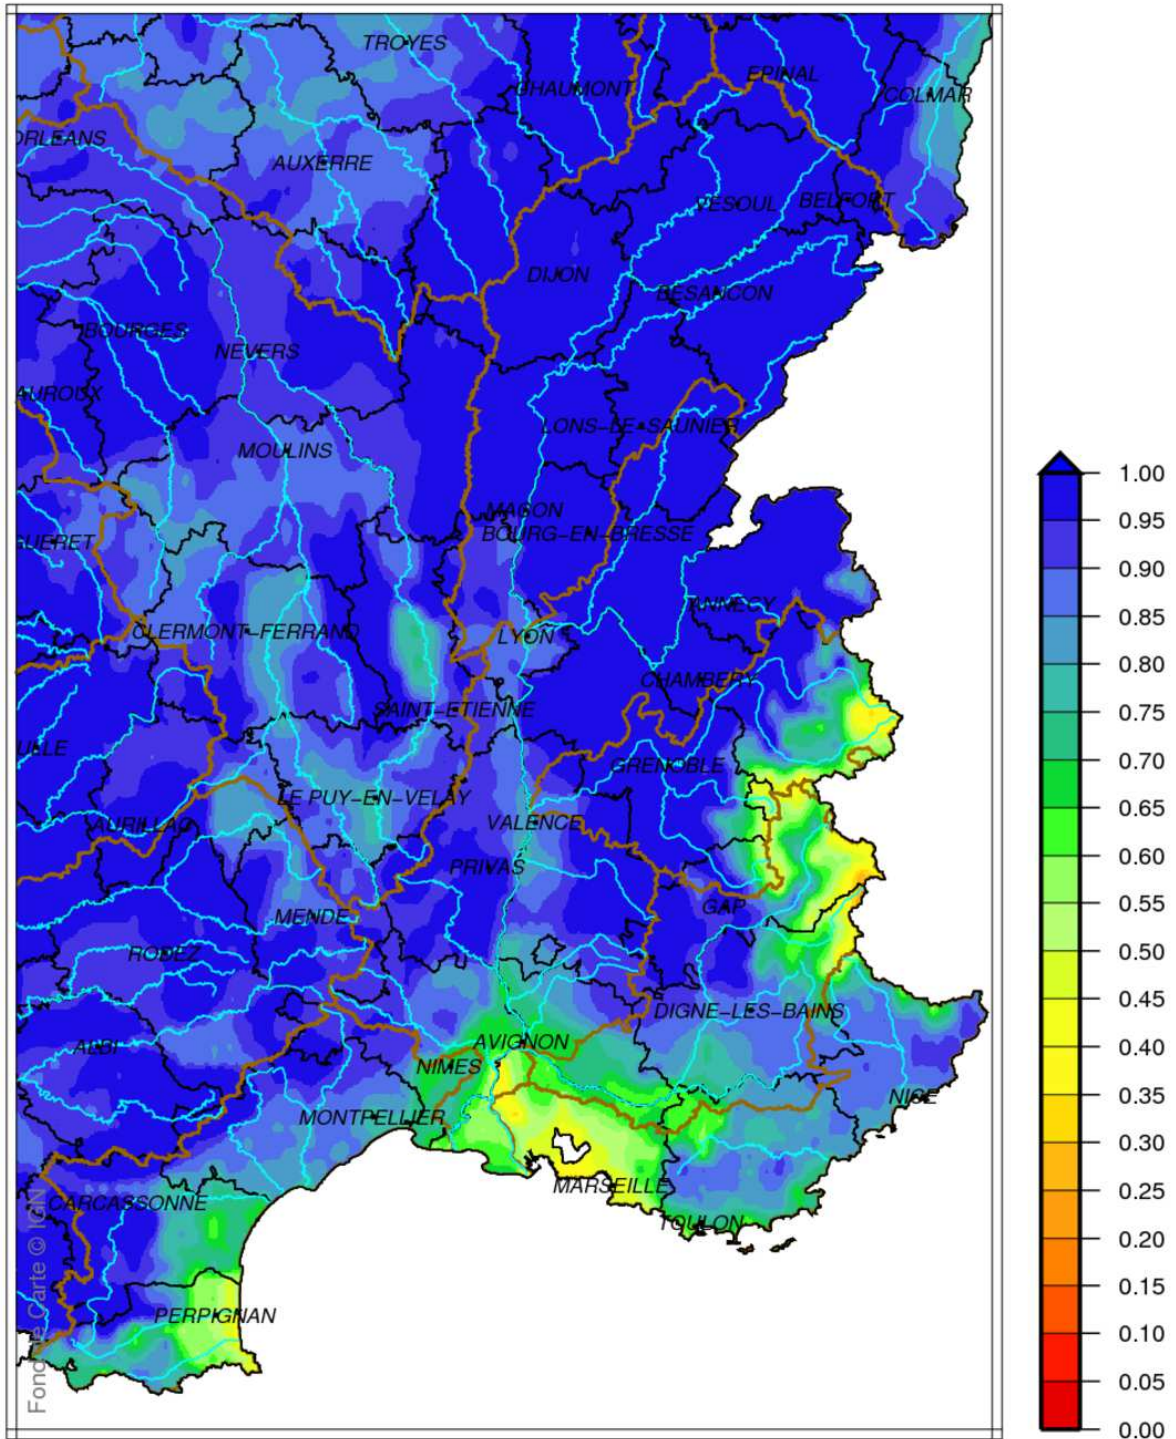 TROYES
CHAUMONT
EPINAL
COLMAR
ORLEANS
AUXERRE
VESOUL
BELFORT
DIJON
BESANCON
BOURGES
NEVERS
AUROUX
LONS-LE-SAUNIER
MOULINS
MACON
BOURG-EN-BRESSE
GUERET
ANNECY
CLERMONT-FERRAND
LYON
CHAMBERY
SAINT-ETIENNE
ULLE
GRENOBLE
LE PUY-EN-VELAY
AURILLAC
VALENCE
PRIVAS
GAP
MENDE
RODEZ
DIGNE-LES-BAINS
AVIGNON
ALBI
NIMES
NICE
MONTPELLIER
MARSEILLE
CARCASSONNE
TOULON
PERPIGNAN
Fond de Carte © IGN
1.00
0.95
0.90
0.85
0.80
0.75
0.70
0.65
0.60
0.55
0.50
0.45
0.40
0.35
0.30
0.25
0.20
0.15
0.10
0.05
0.00